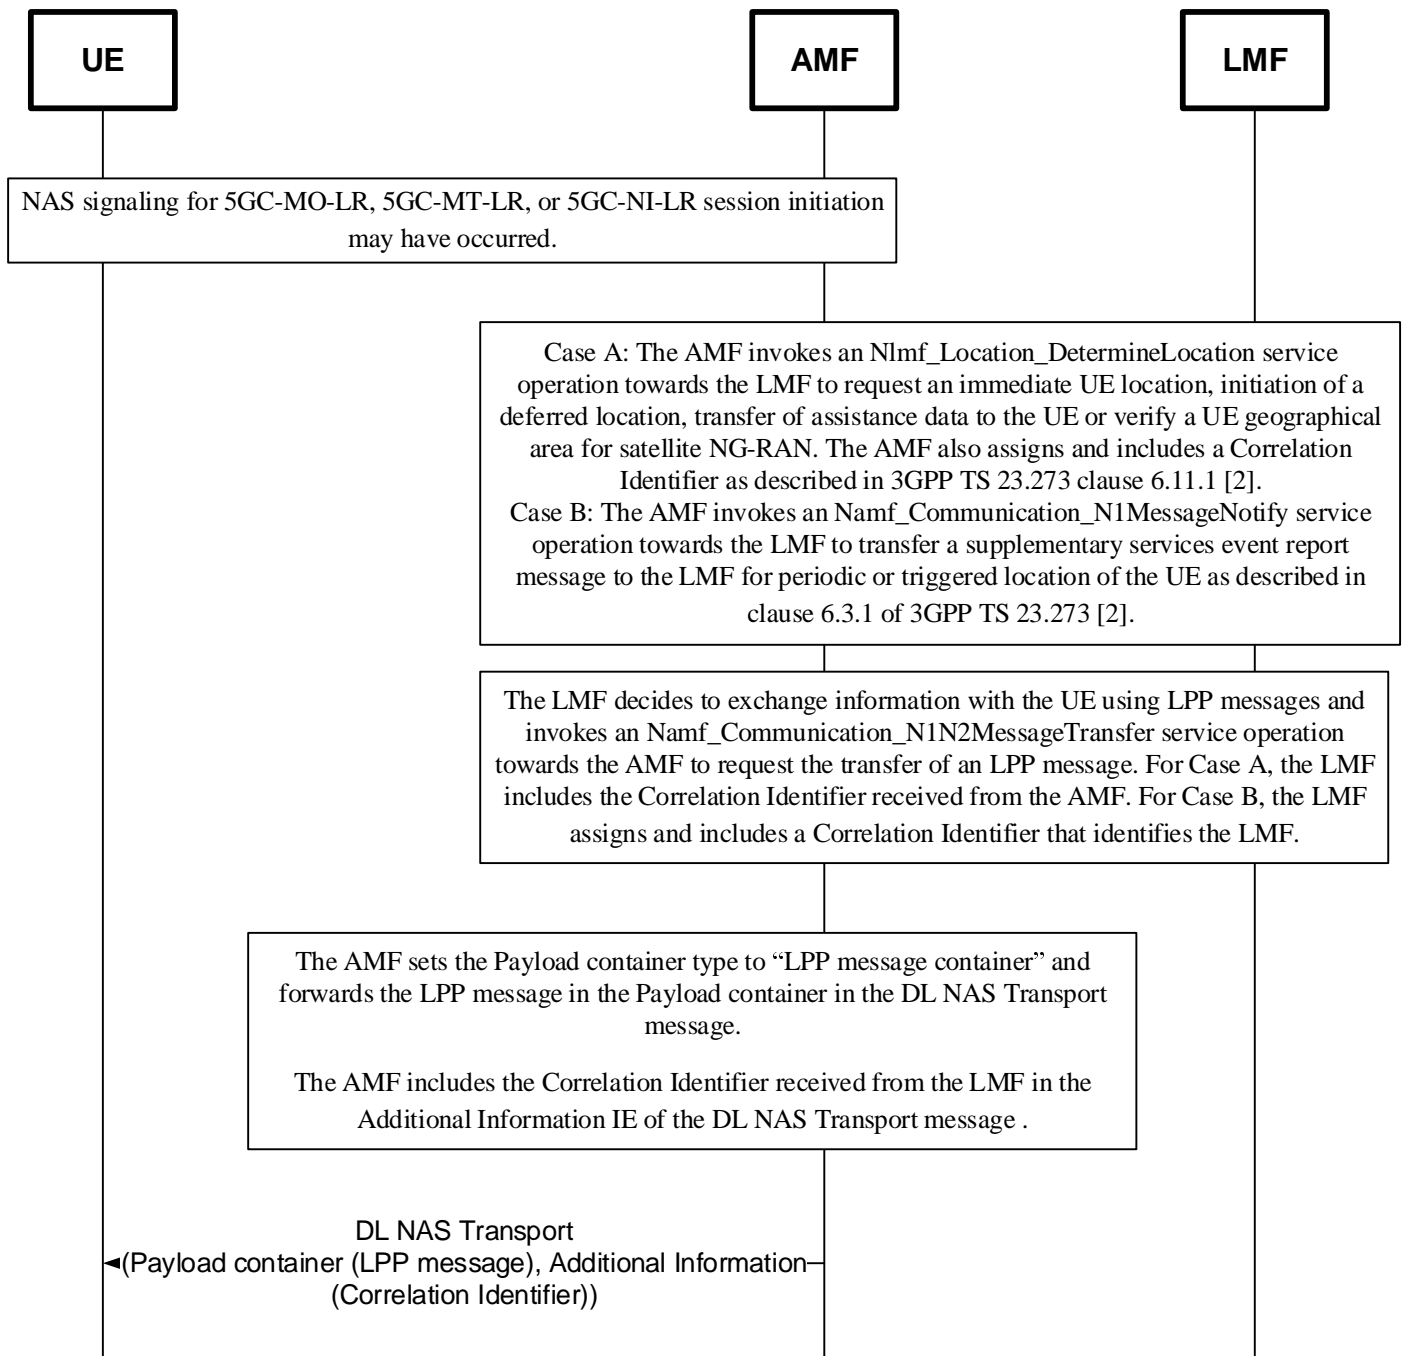 UE
AMF
LMF
NAS signaling for 5GC-MO-LR, 5GC-MT-LR, or 5GC-NI-LR session initiation
may have occurred.
Case A: The AMF invokes an Nlmf_Location_DetermineLocation service
operation towards the LMF to request an immediate UE location, initiation of a
deferred location, transfer of assistance data to the UE or verify a UE geographical
area for satellite NG-RAN. The AMF also assigns and includes a Correlation
Identifier as described in 3GPP TS 23.273 clause 6.11.1 [2].
Case B: The AMF invokes an Namf_Communication_N1MessageNotify service
operation towards the LMF to transfer a supplementary services event report
message to the LMF for periodic or triggered location of the UE as described in
clause 6.3.1 of 3GPP TS 23.273 [2].
The LMF decides to exchange information with the UE using LPP messages and
invokes an Namf_Communication_N1N2MessageTransfer service operation
towards the AMF to request the transfer of an LPP message. For Case A, the LMF
includes the Correlation Identifier received from the AMF. For Case B, the LMF
assigns and includes a Correlation Identifier that identifies the LMF.
The AMF sets the Payload container type to “LPP message container” and
forwards the LPP message in the Payload container in the DL NAS Transport
message.
The AMF includes the Correlation Identifier received from the LMF in the
Additional Information IE of the DL NAS Transport message .
DL NAS Transport
(Payload container (LPP message), Additional Information
(Correlation Identifier))